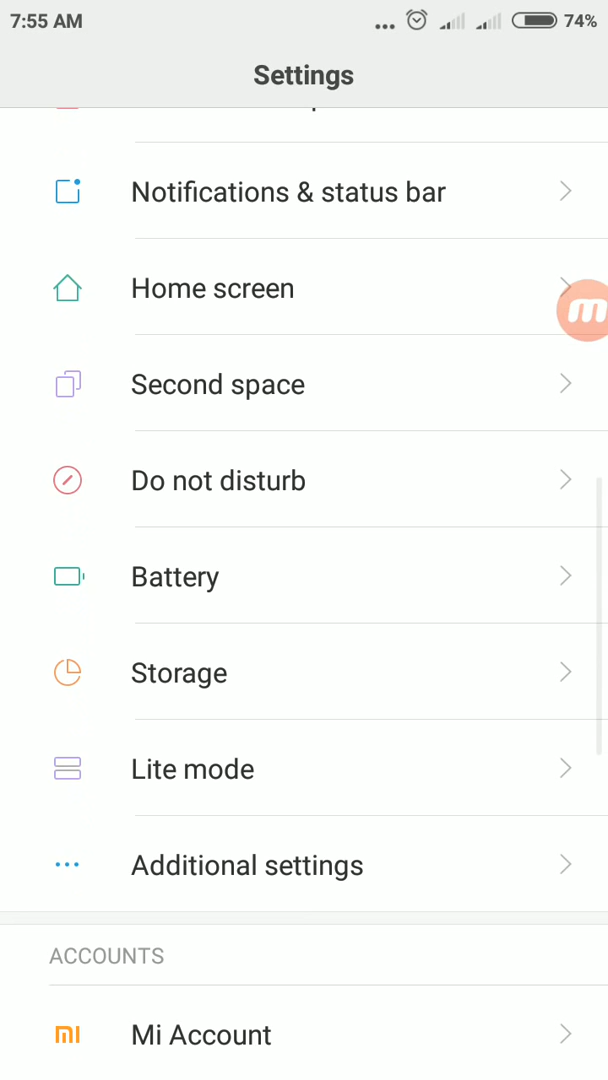 7:55 AM ... 74%
Settings
Notifications & status bar
Home screen
m
Second space
Do not disturb
Battery
Storage
Lite mode
Additional settings
ACCOUNTS
MI Mi Account